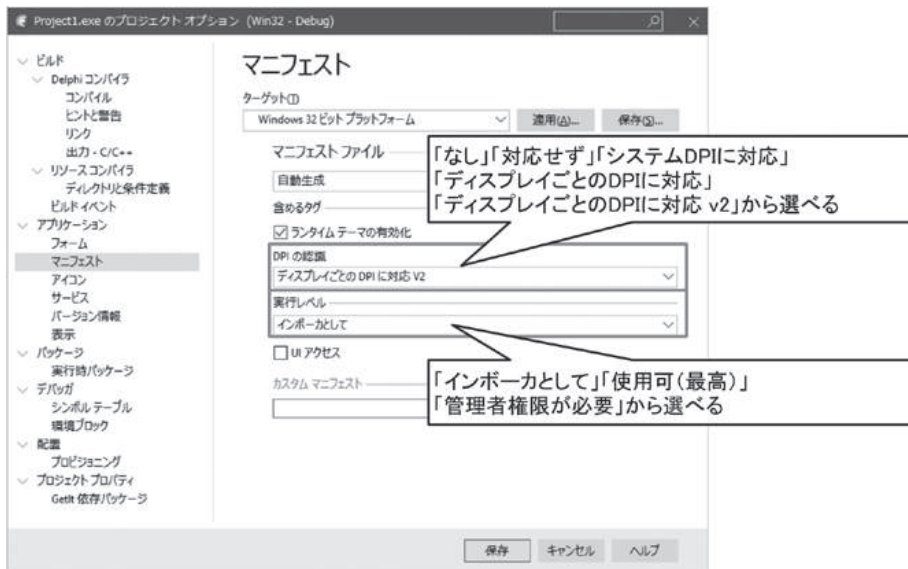 Project1.exe のプロジェクト オプション (Win32 - Debug)
ビルド
Delphi コンパイラ
コンパイル
ヒントと警告
リンク
出力 - C/C++
リソース コンパイラ
ディレクトリと条件定義
ビルド イベント
アプリケーション
フォーム
マニフェスト
アイコン
サービス
バージョン情報
表示
パッケージ
実行時パッケージ
デバッガ
シンボル テーブル
環境ブロック
配置
プロビジョニング
プロジェクト プロパティ
GetIt 依存パッケージ
マニフェスト
ターゲット(T)
Windows 32 ビット プラットフォーム
適用(A)...
保存(S)...
マニフェスト ファイル
自動生成
含めるタグ
ランタイム テーマの有効化
DPI の認識
ディスプレイごとの DPI に対応 V2
実行レベル
インボーカとして
UI アクセス
カスタム マニフェスト
「なし」「対応せず」「システムDPIに対応」
「ディスプレイごとのDPIに対応」
「ディスプレイごとのDPIに対応 v2」から選べる
「インボーカとして」「使用可(最高)」
「管理者権限が必要」から選べる
保存
キャンセル
ヘルプ